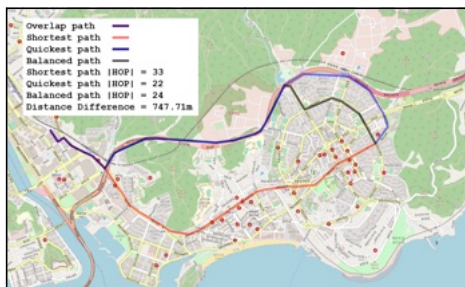 Overlap path
Shortest path
Quickest path
Balanced path
Shortest path |HOP| = 33
Quickest path |HOP| = 22
Balanced path |HOP| = 24
Distance Difference = 747.71m